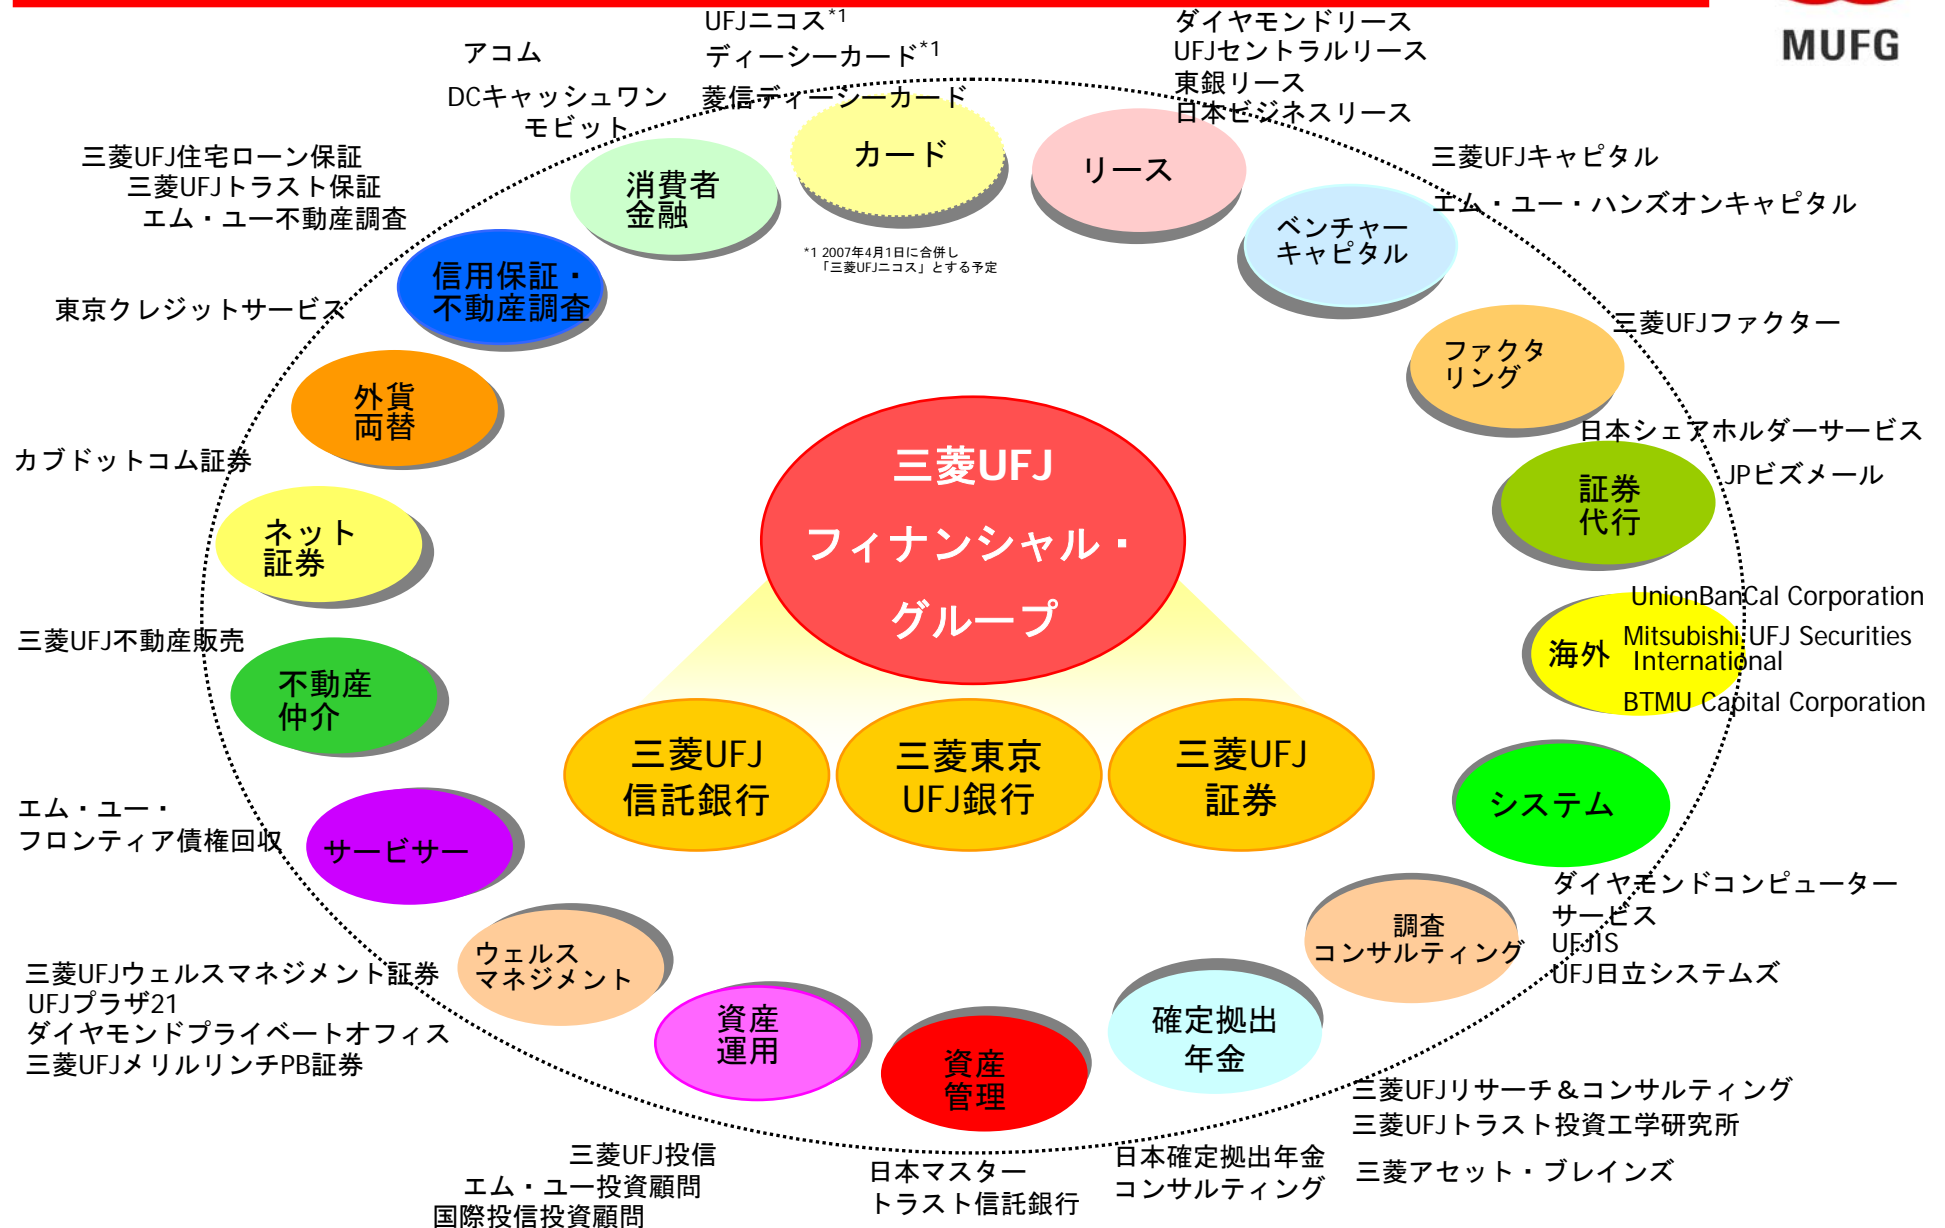 MUFG
UFJニコス*1
ディーシーカード*1
菱信ディーシーカード
ダイヤモンドリース
UFJセントラルリース
東銀リース
日本ビジネスリース
アコム
DCキャッシュワン
モビット
三菱UFJ住宅ローン保証
三菱UFJトラスト保証
エム・ユー不動産調査
三菱UFJキャピタル
エム・ユー・ハンズオンキャピタル
カード
リース
消費者
金融
ベンチャー
キャピタル
*1 2007年4月1日に合併し
「三菱UFJニコス」とする予定
信用保証・
不動産調査
東京クレジットサービス
三菱UFJファクター
ファクタ
リング
外貨
両替
日本シェアホルダーサービス
JPビズメール
カブドットコム証券
証券
代行
ネット
証券
三菱UFJ
フィナンシャル・
グループ
UnionBanCal Corporation
Mitsubishi UFJ Securities
International
BTMU Capital Corporation
海外
三菱UFJ不動産販売
不動産
仲介
三菱UFJ
信託銀行
三菱東京
UFJ銀行
三菱UFJ
証券
システム
エム・ユー・
フロンティア債権回収
サービサー
ダイヤモンドコンピューター
サービス
UFJIS
UFJ日立システムズ
調査
コンサルティング
ウェルス
マネジメント
三菱UFJウェルスマネジメント証券
UFJプラザ21
ダイヤモンドプライベートオフィス
三菱UFJメリルリンチPB証券
資産
運用
資産
管理
確定拠出
年金
三菱UFJリサーチ＆コンサルティング
三菱UFJトラスト投資工学研究所
三菱アセット・ブレインズ
三菱UFJ投信
エム・ユー投資顧問
国際投信投資顧問
日本マスター
トラスト信託銀行
日本確定拠出年金
コンサルティング